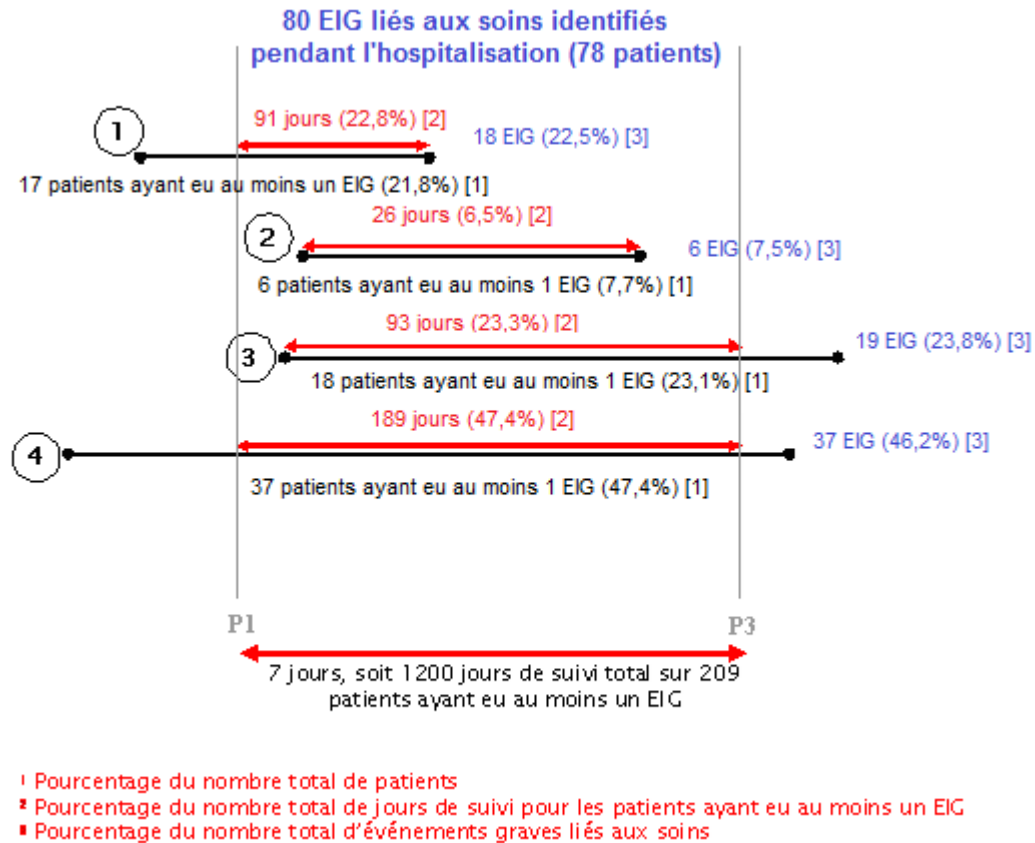 80 EIG liés aux soins identifiés
pendant l'hospitalisation (78 patients)
1
91 jours (22,8%) [2]
18 EIG (22,5%) [3]
17 patients ayant eu au moins un EIG (21,8%) [1]
2
26 jours (6,5%) [2]
6 EIG (7,5%) [3]
6 patients ayant eu au moins 1 EIG (7,7%) [1]
3
93 jours (23,3%) [2]
19 EIG (23,8%) [3]
18 patients ayant eu au moins 1 EIG (23,1%) [1]
4
189 jours (47,4%) [2]
37 EIG (46,2%) [3]
37 patients ayant eu au moins 1 EIG (47,4%) [1]
P1
P3
7 jours, soit 1200 jours de suivi total sur 209
patients ayant eu au moins un EIG
¹ Pourcentage du nombre total de patients
² Pourcentage du nombre total de jours de suivi pour les patients ayant eu au moins un EIG
³ Pourcentage du nombre total d'événements graves liés aux soins